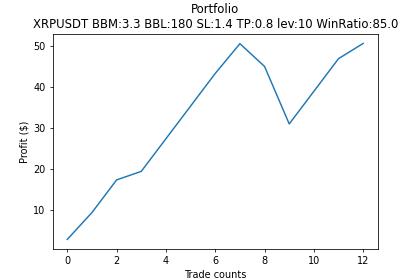 Portfolio
XRPUSDT BBM:3.3 BBL:180 SL:1.4 TP:0.8 lev:10 WinRatio:85.0
50
40
30
20
10
Profit ($)
0 2 4 6 8 10 12
Trade counts